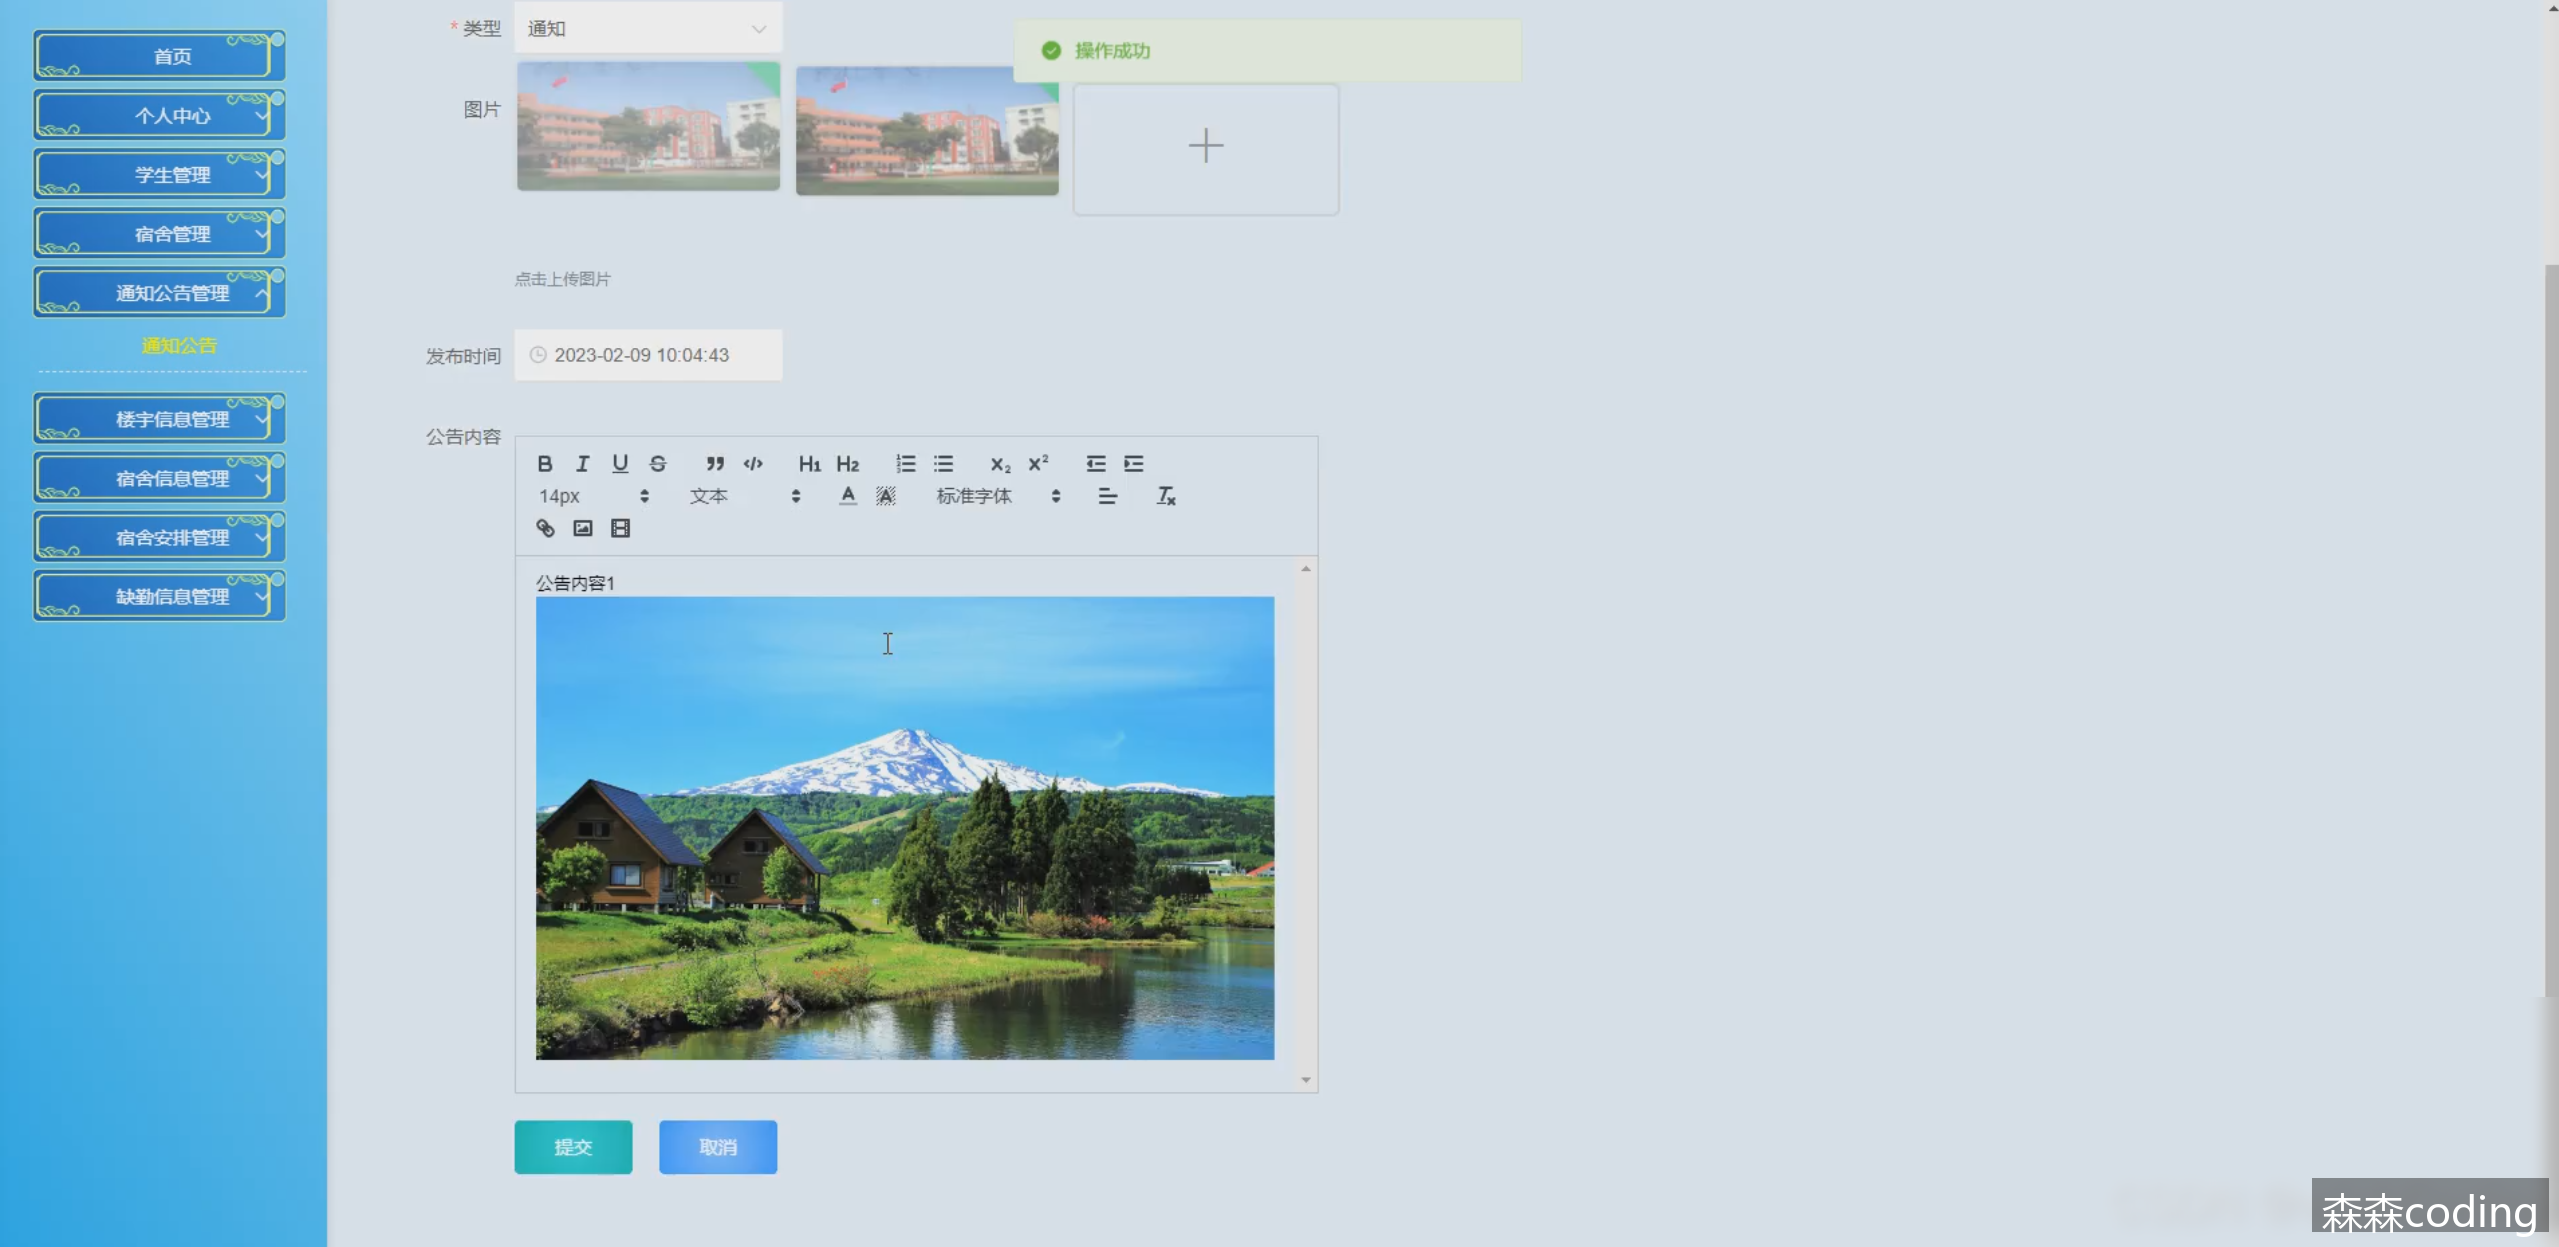 首页
个人中心
学生管理
宿舍管理
通知公告管理
通知公告
楼宇信息管理
宿舍信息管理
宿舍安排管理
缺勤信息管理
* 类型 通知
操作成功
图片
点击上传图片
发布时间 2023-02-09 10:04:43
公告内容
B I U S H1 H2 x2 x2
14px 文本 A A 标准字体 Tx
公告内容1
提交 取消
森森coding